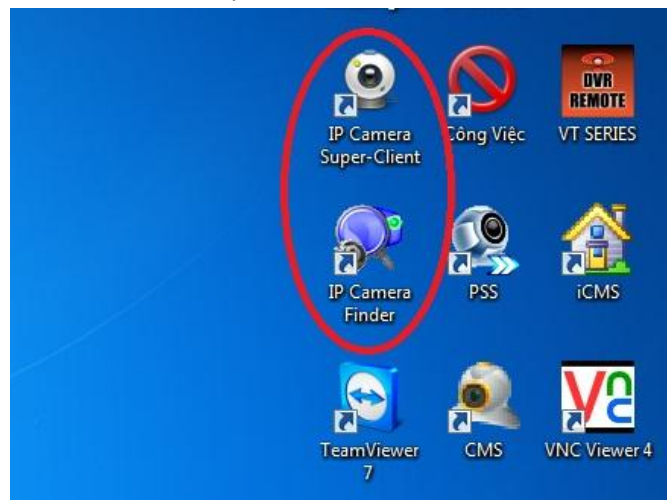 DVR
REMOTE
IP Camera
Super-Client
Công Việc
VT SERIES
IP Camera
Finder
PSS
iCMS
TeamViewer
7
CMS
VNC
VNC Viewer 4